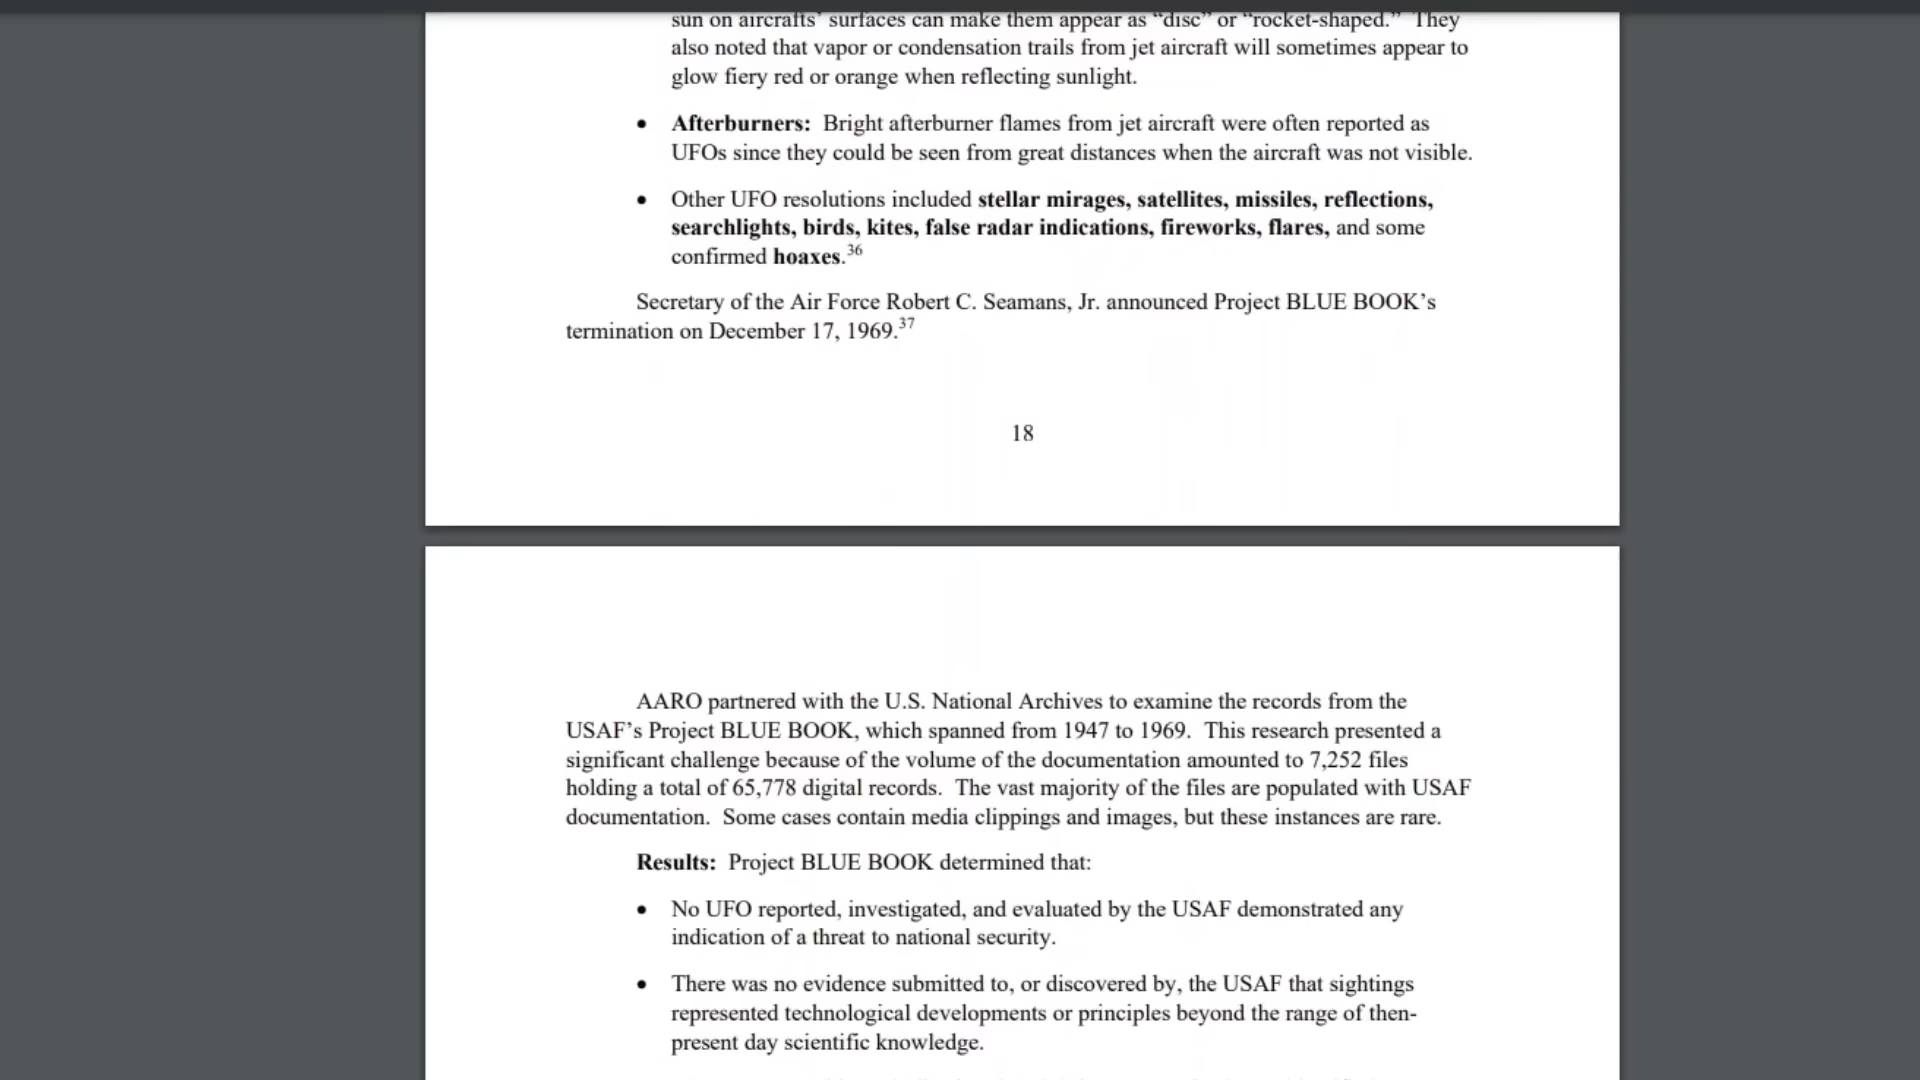 sun on aircrafts’ surfaces can make them appear as “disc” or “rocket-shaped.”  They
also noted that vapor or condensation trails from jet aircraft will sometimes appear to
glow fiery red or orange when reflecting sunlight.
• Afterburners:  Bright afterburner flames from jet aircraft were often reported as
UFOs since they could be seen from great distances when the aircraft was not visible.
• Other UFO resolutions included stellar mirages, satellites, missiles, reflections,
searchlights, birds, kites, false radar indications, fireworks, flares, and some
confirmed hoaxes.36
Secretary of the Air Force Robert C. Seamans, Jr. announced Project BLUE BOOK’s
termination on December 17, 1969.37
18
AARO partnered with the U.S. National Archives to examine the records from the
USAF’s Project BLUE BOOK, which spanned from 1947 to 1969.  This research presented a
significant challenge because of the volume of the documentation amounted to 7,252 files
holding a total of 65,778 digital records.  The vast majority of the files are populated with USAF
documentation.  Some cases contain media clippings and images, but these instances are rare.
Results:  Project BLUE BOOK determined that:
• No UFO reported, investigated, and evaluated by the USAF demonstrated any
indication of a threat to national security.
• There was no evidence submitted to, or discovered by, the USAF that sightings
represented technological developments or principles beyond the range of then-
present day scientific knowledge.